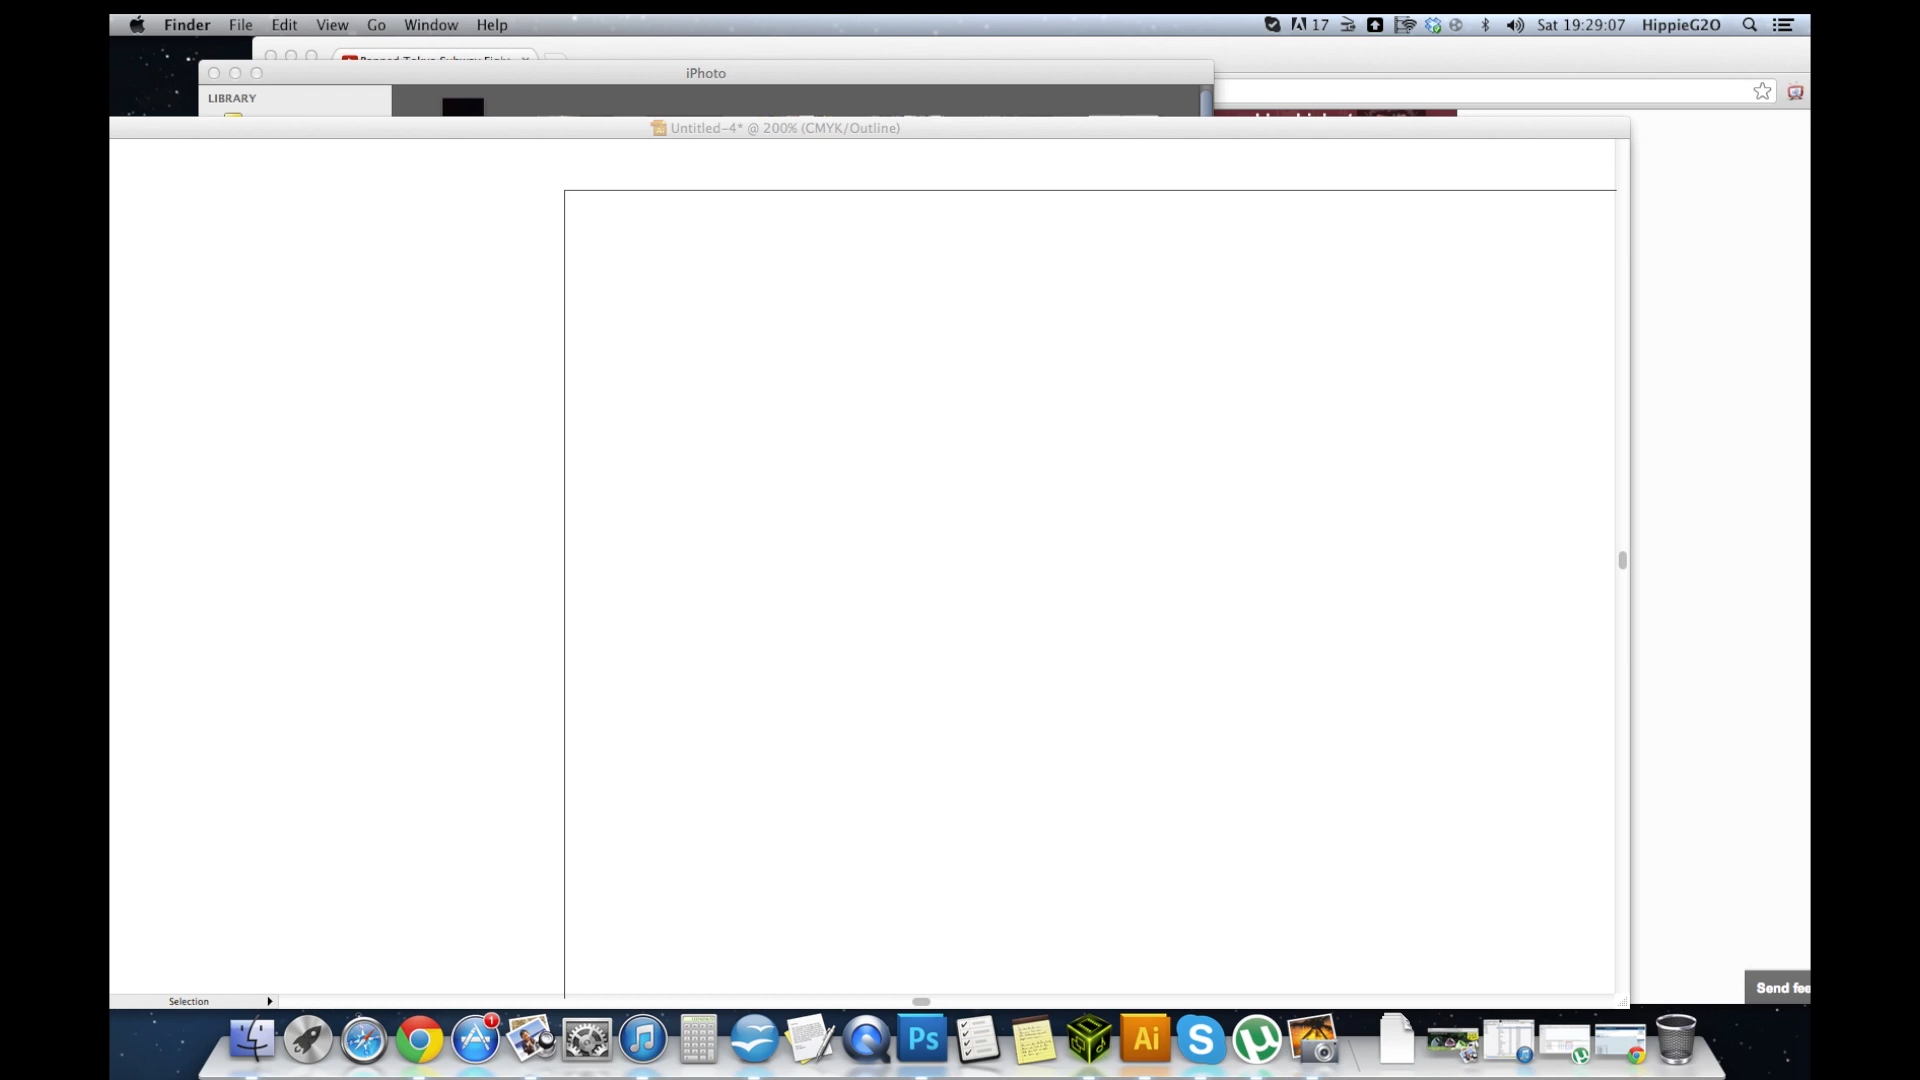 Finder File Edit View Go Window Help
17 Sat 19:29:07 HippieG2O
iPhoto
LIBRARY
Untitled-4* @ 200% (CMYK/Outline)
Send fee
Selection
1
Ps Ai S µ